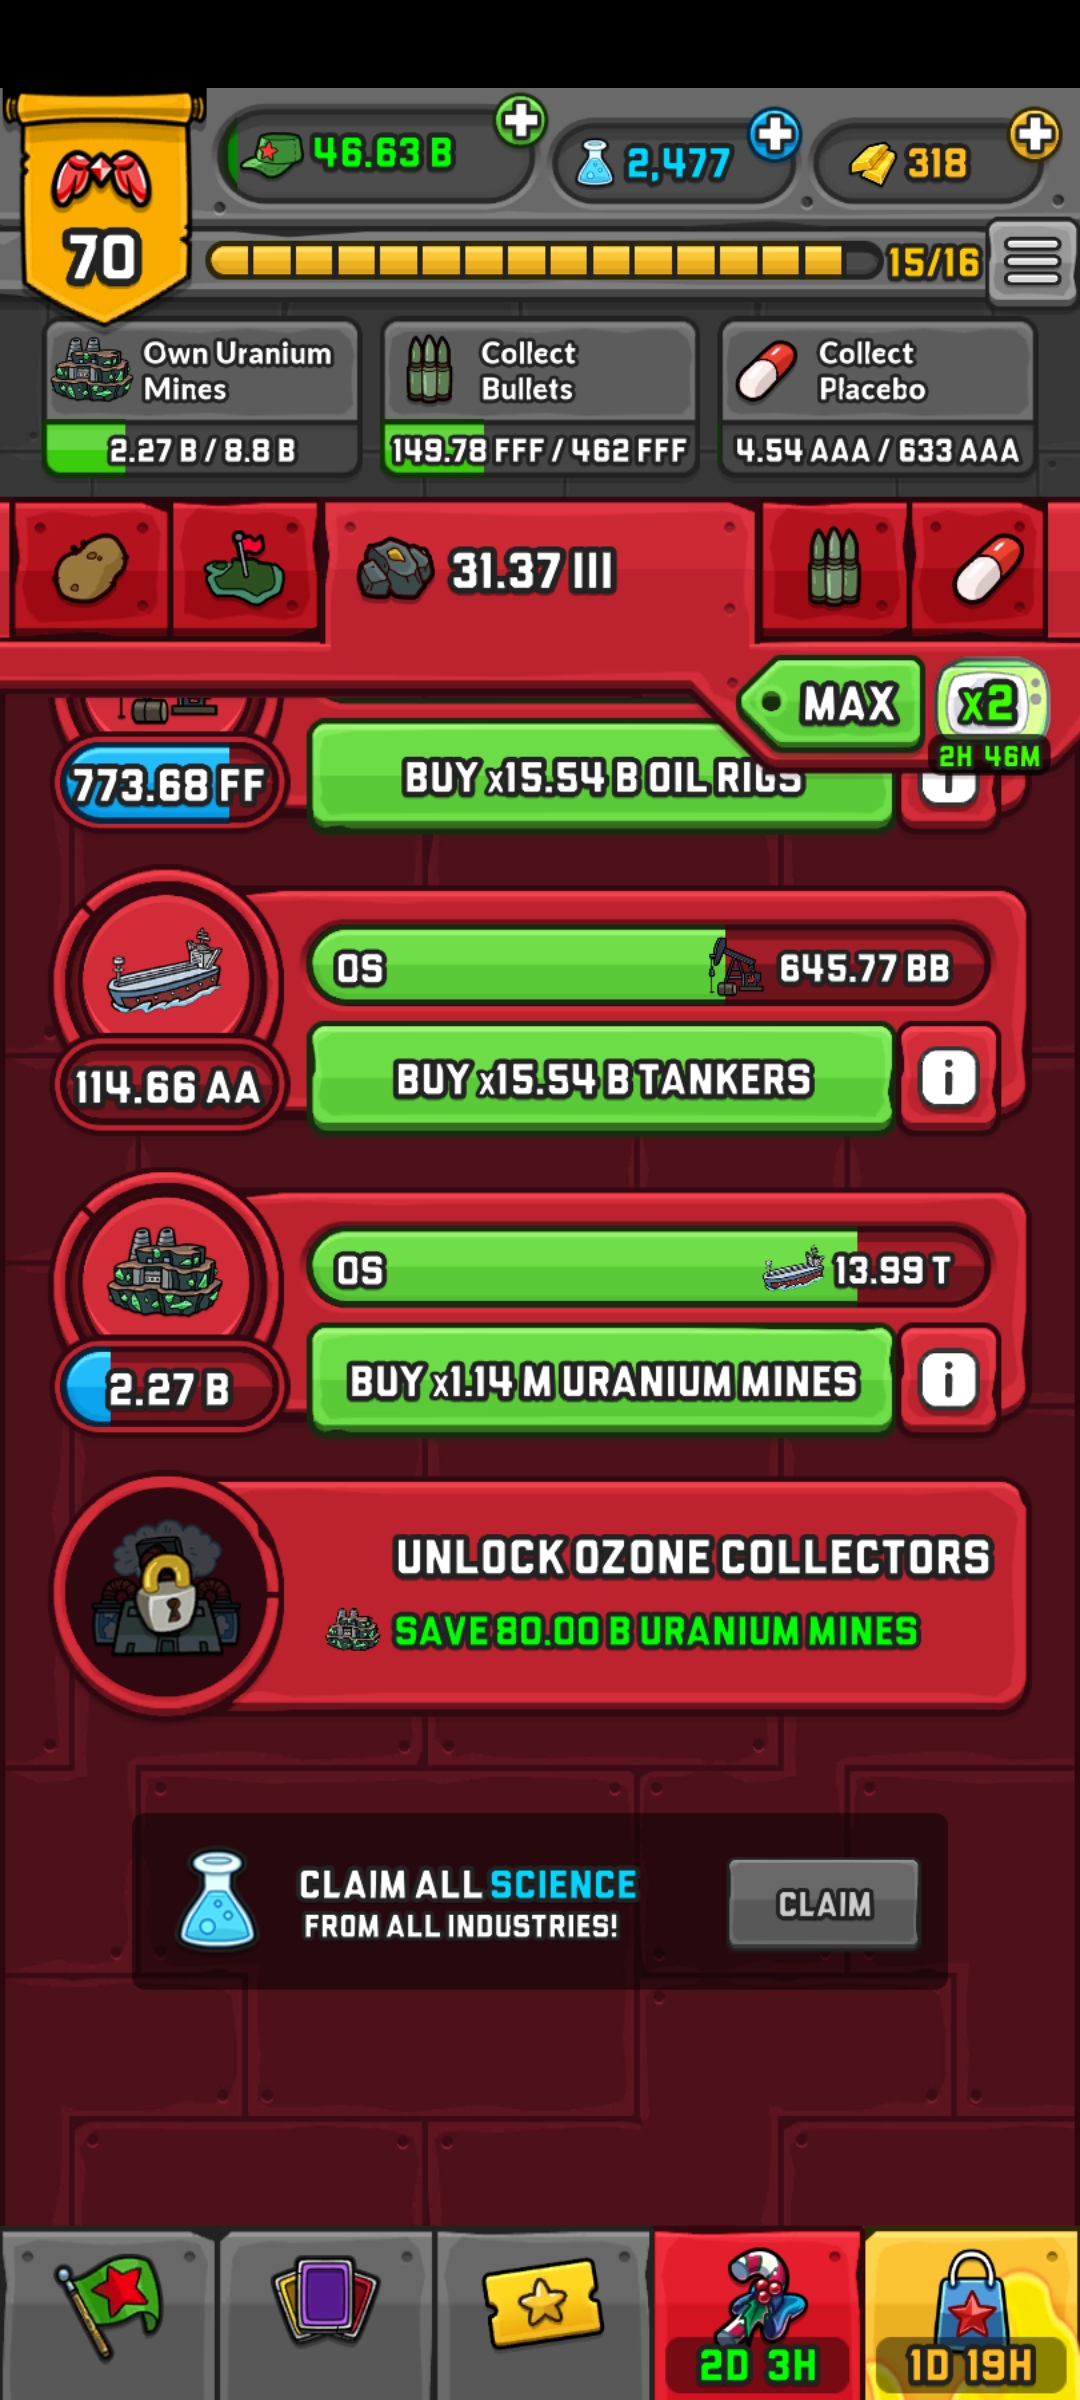 70
46.63 B
2,477
318
15/16
Own Uranium
Mines
2.27 B / 8.8 B
Collect
Bullets
149.78 FFF / 462 FFF
Collect
Placebo
4.54 AAA / 633 AAA
31.37 III
MAX
x2
2H 46M
773.68 FF
BUY x15.54 B OIL RIGS
0S
645.77 BB
114.66 AA
BUY x15.54 B TANKERS
i
0S
13.99 T
2.27 B
BUY x1.14 M URANIUM MINES
i
UNLOCK OZONE COLLECTORS
SAVE 80.00 B URANIUM MINES
CLAIM ALL SCIENCE
FROM ALL INDUSTRIES!
CLAIM
2D 3H
1D 19H